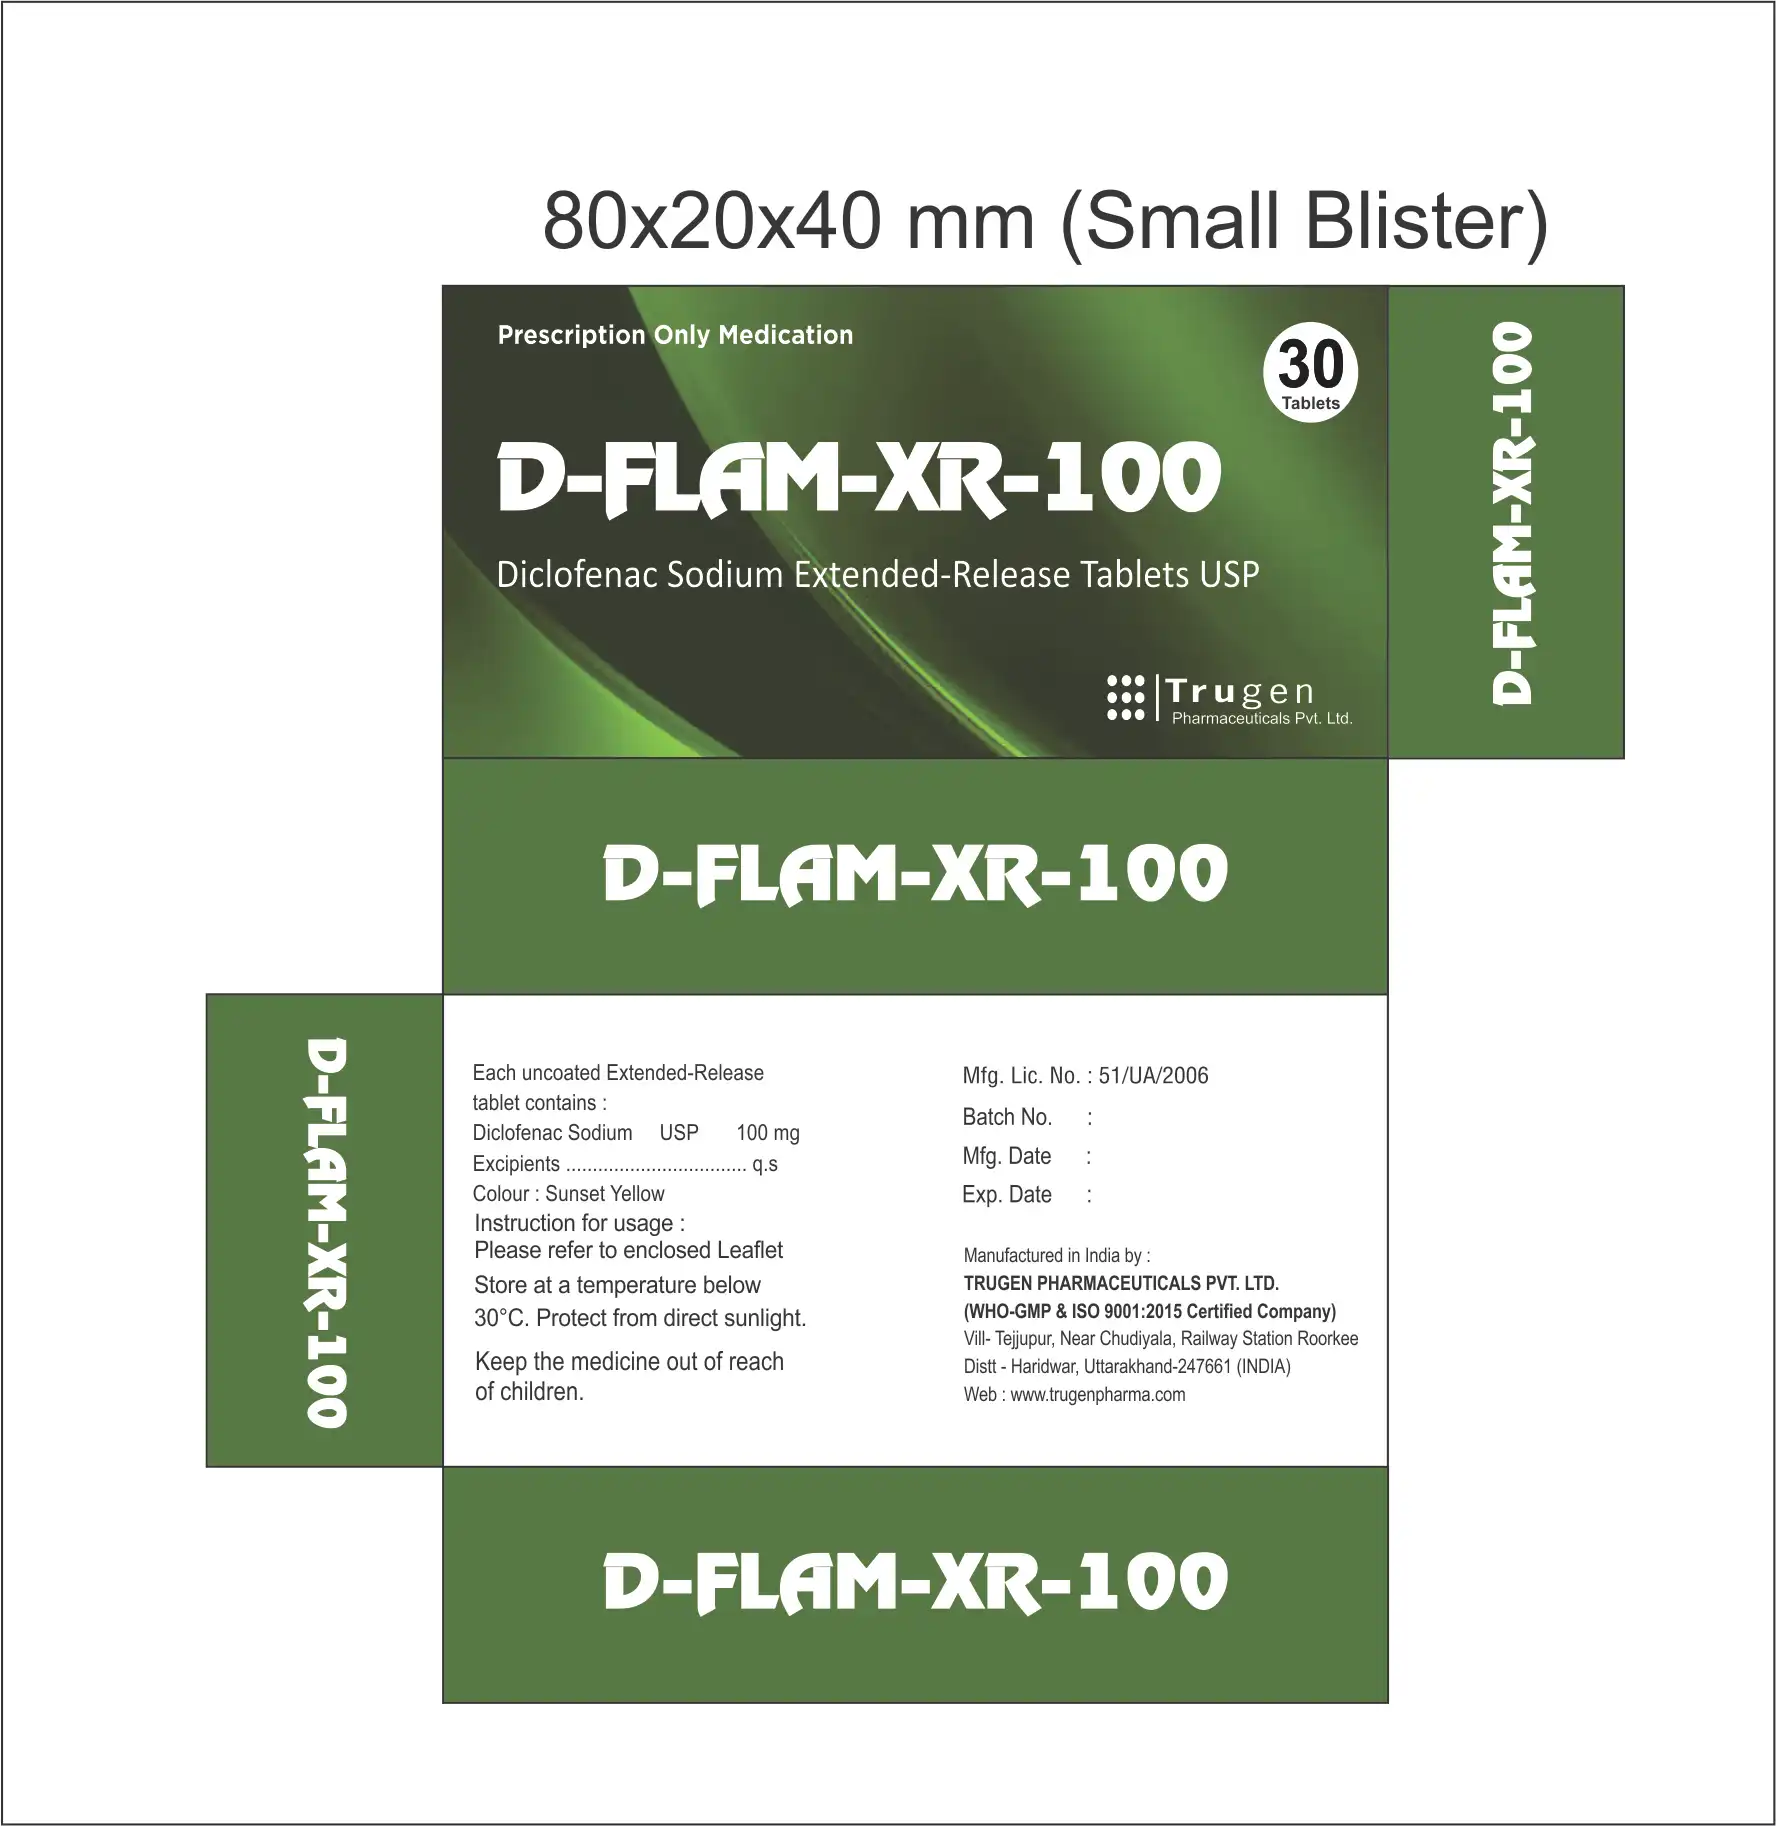 80x20x40 mm (Small Blister)
Prescription Only Medication
30
Tablets
D-FLAM-XR-100
Diclofenac Sodium Extended-Release Tablets USP
Trugen
Pharmaceuticals Pvt. Ltd.
D-FLAM-XR-100
D-FLAM-XR-100
D-FLAM-XR-100
Each uncoated Extended-Release
tablet contains :
Diclofenac Sodium USP 100 mg
Excipients .................................. q.s
Colour : Sunset Yellow
Instruction for usage :
Please refer to enclosed Leaflet
Store at a temperature below
30°C. Protect from direct sunlight.
Keep the medicine out of reach
of children.
Mfg. Lic. No. : 51/UA/2006
Batch No. :
Mfg. Date :
Exp. Date :
Manufactured in India by :
TRUGEN PHARMACEUTICALS PVT. LTD.
(WHO-GMP & ISO 9001:2015 Certified Company)
Vill- Tejjupur, Near Chudiyala, Railway Station Roorkee
Distt - Haridwar, Uttarakhand-247661 (INDIA)
Web : www.trugenpharma.com
D-FLAM-XR-100